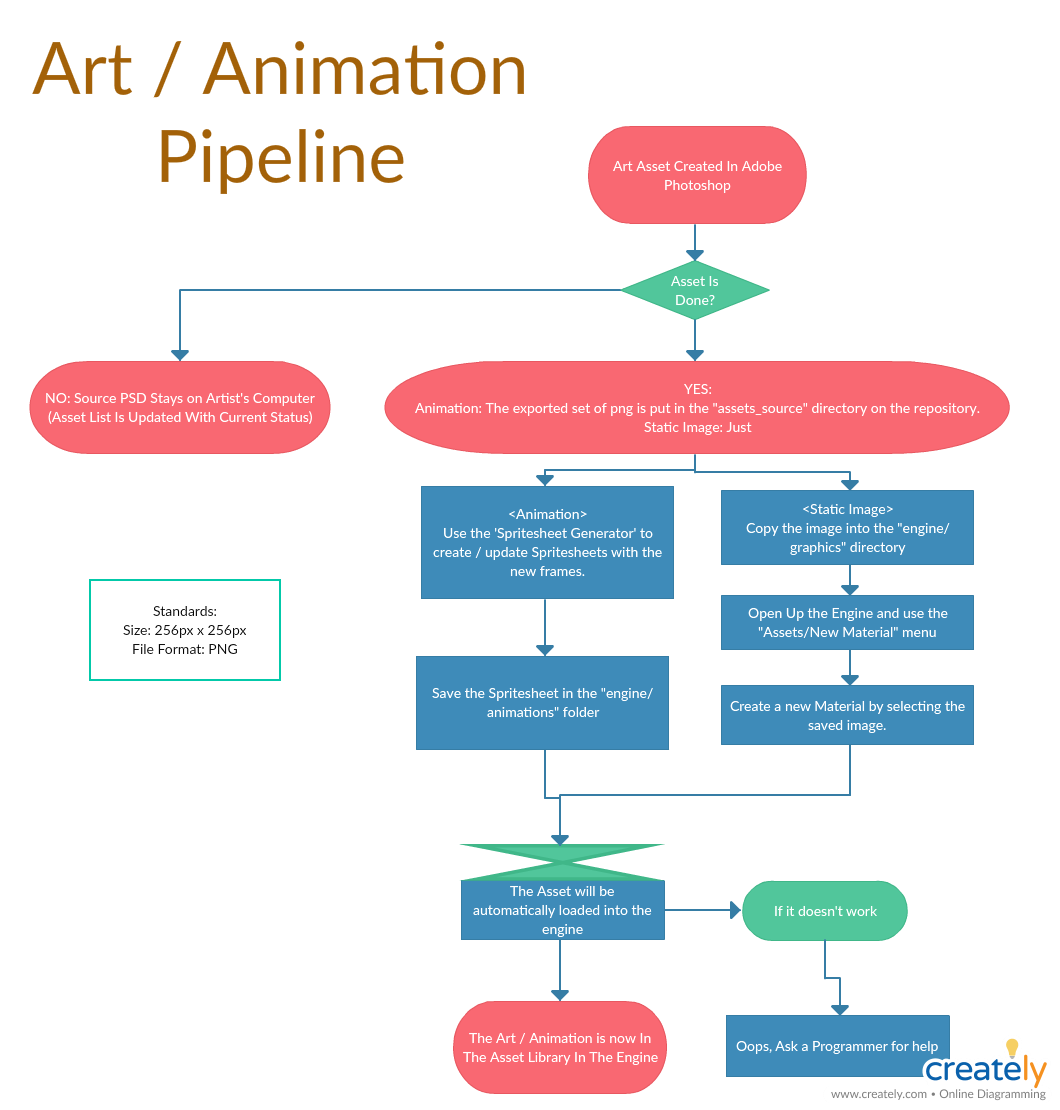 Art / Animation
Pipeline
Art Asset Created In Adobe
Photoshop
Asset Is
Done?
NO: Source PSD Stays on Artist's Computer
(Asset List Is Updated With Current Status)
YES:
Animation: The exported set of png is put in the "assets_source" directory on the repository.
Static Image: Just
<Animation>
Use the 'Spritesheet Generator' to
create / update Spritesheets with the
new frames.
<Static Image>
Copy the image into the "engine/
graphics" directory
Standards:
Size: 256px x 256px
File Format: PNG
Open Up the Engine and use the
"Assets/New Material" menu
Save the Spritesheet in the "engine/
animations" folder
Create a new Material by selecting the
saved image.
The Asset will be
automatically loaded into the
engine
If it doesn't work
The Art / Animation is now In
The Asset Library In The Engine
Oops, Ask a Programmer for help
creately
www.creately.com • Online Diagramming